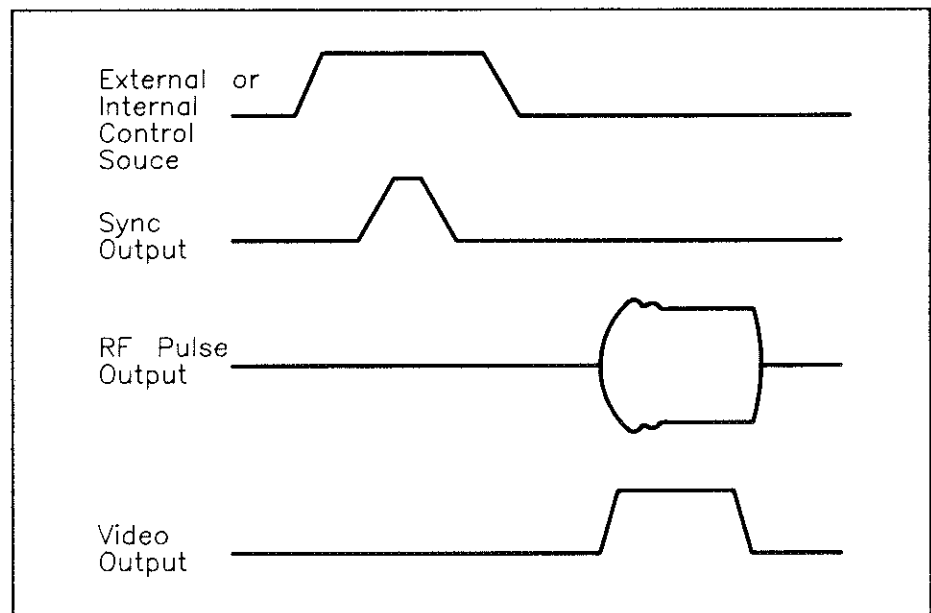 External or
Internal
Control
Souce
Sync
Output
RF Pulse
Output
Video
Output